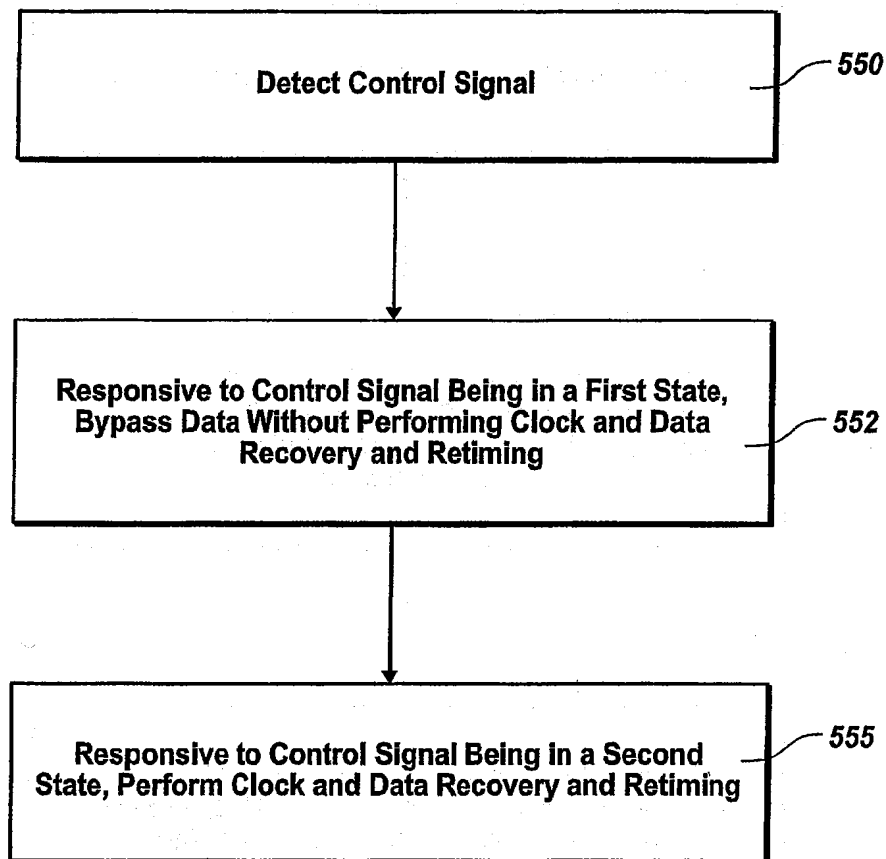 Detect Control Signal
550
Responsive to Control Signal Being in a First State,
Bypass Data Without Performing Clock and Data
Recovery and Retiming
552
Responsive to Control Signal Being in a Second
State, Perform Clock and Data Recovery and Retiming
555